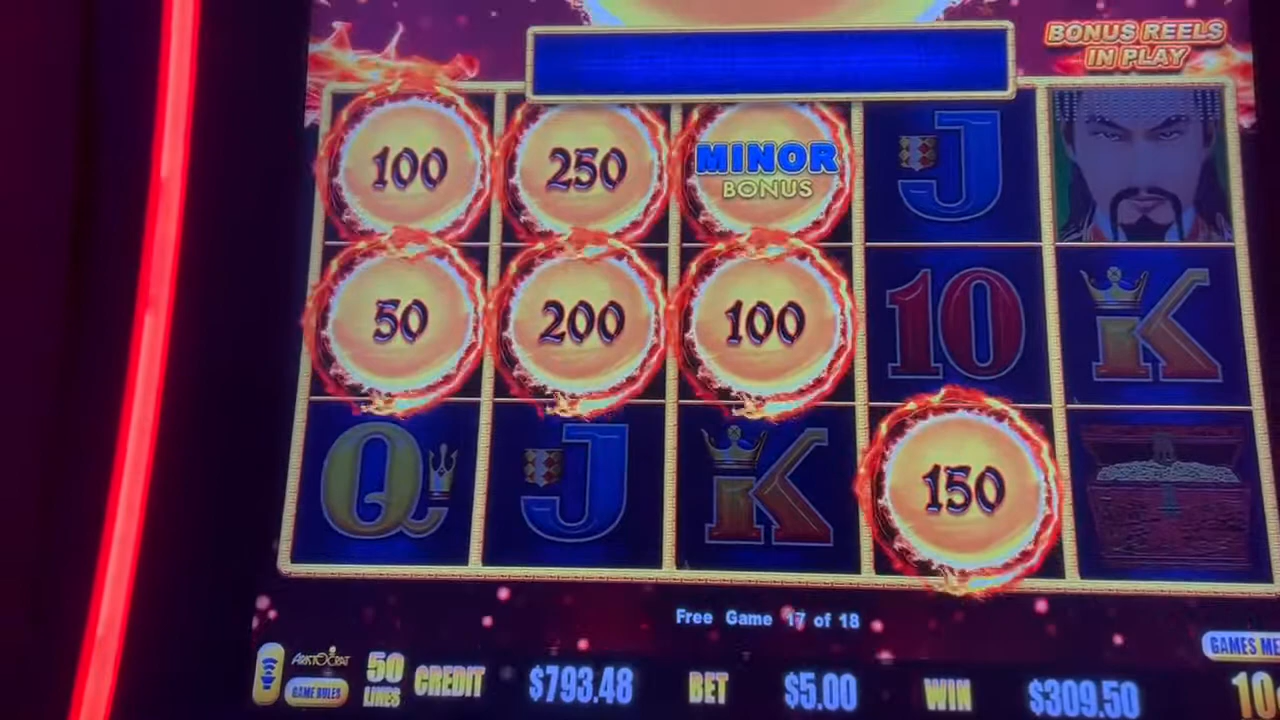 BONUS REELS
IN PLAY
100 250 MINOR BONUS J
50 200 100 10 K
Q J K 150
Free Game 17 of 18
GAMES ME
ARISTOCRAT
GAME RULES
50 LINES
CREDIT $793.48 BET $5.00 WIN $309.50
10